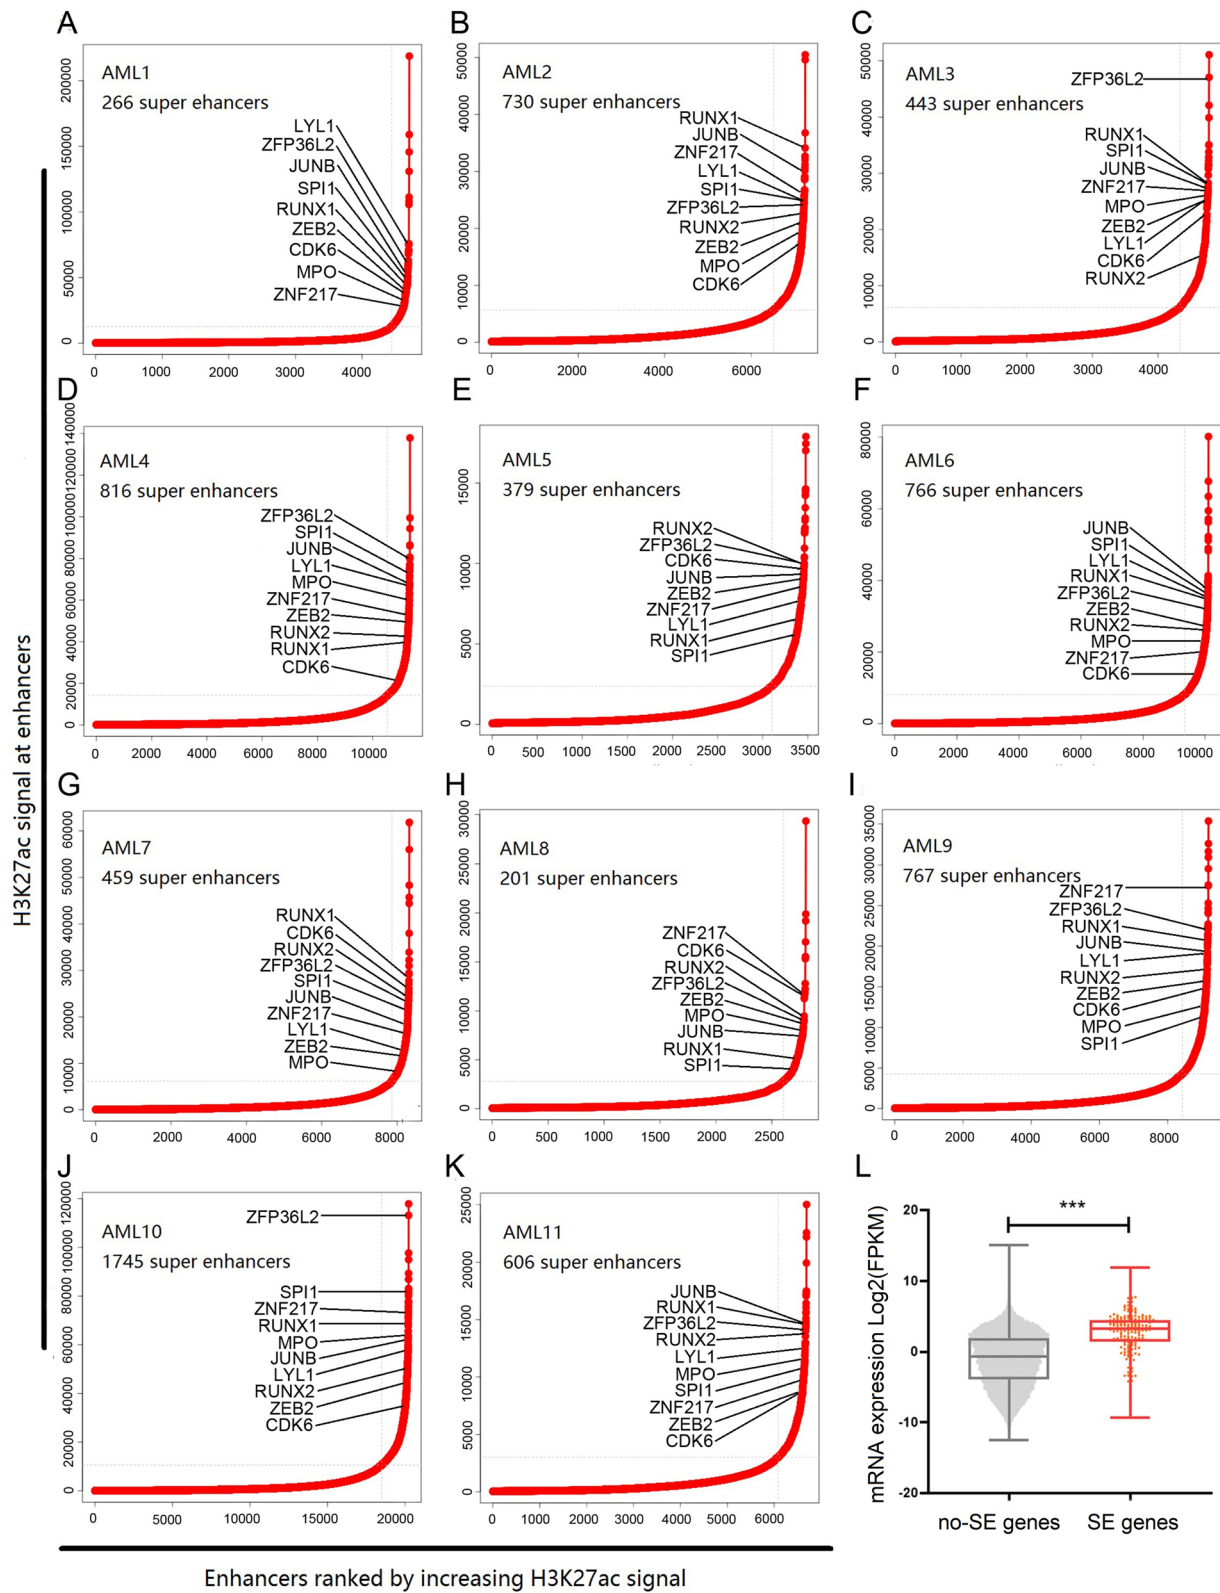 A
AML1
266 super ehancers
LYL1
ZFP36L2
JUNB
SPI1
RUNX1
ZEB2
CDK6
MPO
ZNF217
200000
150000
100000
50000
0
0 1000 2000 3000 4000
B
AML2
730 super enhancers
RUNX1
JUNB
ZNF217
LYL1
SPI1
ZFP36L2
RUNX2
ZEB2
MPO
CDK6
50000
40000
30000
20000
10000
0
0 2000 4000 6000
C
AML3
ZFP36L2
443 super enhancers
RUNX1
SPI1
JUNB
ZNF217
MPO
ZEB2
LYL1
CDK6
RUNX2
50000
40000
30000
20000
10000
0
0 1000 2000 3000 4000
D
AML4
816 super enhancers
ZFP36L2
SPI1
JUNB
LYL1
MPO
ZNF217
ZEB2
RUNX2
RUNX1
CDK6
140000
120000
100000
80000
60000
40000
20000
0
0 2000 4000 6000 8000 10000
E
AML5
379 super enhancers
RUNX2
ZFP36L2
CDK6
JUNB
ZEB2
ZNF217
LYL1
RUNX1
SPI1
15000
10000
5000
0
0 500 1000 1500 2000 2500 3000 3500
F
AML6
766 super enhancers
JUNB
SPI1
LYL1
RUNX1
ZFP36L2
ZEB2
RUNX2
MPO
ZNF217
CDK6
80000
60000
40000
20000
0
0 2000 4000 6000 8000 10000
G
AML7
459 super enhancers
RUNX1
CDK6
RUNX2
ZFP36L2
SPI1
JUNB
ZNF217
LYL1
ZEB2
MPO
60000
50000
40000
30000
20000
10000
0
0 2000 4000 6000 8000
H
AML8
201 super enhancers
ZNF217
CDK6
RUNX2
ZFP36L2
ZEB2
MPO
JUNB
RUNX1
SPI1
30000
25000
20000
15000
10000
5000
0
0 500 1000 1500 2000 2500
I
AML9
767 super enhancers
ZNF217
ZFP36L2
RUNX1
JUNB
LYL1
RUNX2
ZEB2
CDK6
MPO
SPI1
35000
30000
25000
20000
15000
10000
5000
0
0 2000 4000 6000 8000
J
ZFP36L2
AML10
1745 super enhancers
SPI1
ZNF217
RUNX1
MPO
JUNB
LYL1
RUNX2
ZEB2
CDK6
120000
100000
80000
60000
40000
20000
0
0 5000 10000 15000 20000
K
AML11
606 super enhancers
JUNB
RUNX1
ZFP36L2
RUNX2
LYL1
MPO
SPI1
ZNF217
ZEB2
CDK6
25000
20000
15000
10000
5000
0
0 1000 2000 3000 4000 5000 6000
L
***
20
10
0
-10
-20
mRNA expression Log2(FPKM)
no-SE genes SE genes
H3K27ac signal at enhancers
Enhancers ranked by increasing H3K27ac signal